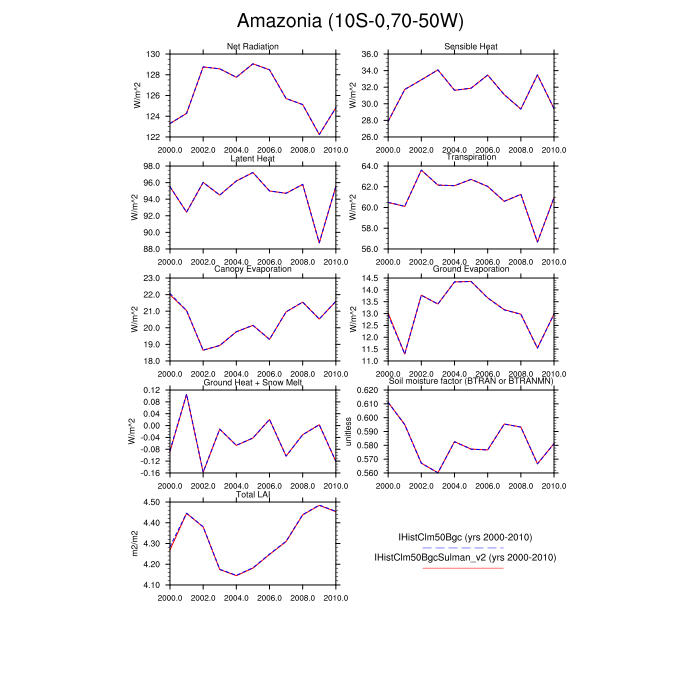 Amazonia (10S-0,70-50W)
Net Radiation
W/m^2
130
128
126
124
122
2000.0 2002.0 2004.0 2006.0 2008.0 2010.0
Sensible Heat
W/m^2
36.0
34.0
32.0
30.0
28.0
26.0
2000.0 2002.0 2004.0 2006.0 2008.0 2010.0
Latent Heat
W/m^2
98.0
96.0
94.0
92.0
90.0
88.0
2000.0 2002.0 2004.0 2006.0 2008.0 2010.0
Transpiration
W/m^2
64.0
62.0
60.0
58.0
56.0
2000.0 2002.0 2004.0 2006.0 2008.0 2010.0
Canopy Evaporation
W/m^2
23.0
22.0
21.0
20.0
19.0
18.0
2000.0 2002.0 2004.0 2006.0 2008.0 2010.0
Ground Evaporation
W/m^2
14.5
14.0
13.5
13.0
12.5
12.0
11.5
11.0
2000.0 2002.0 2004.0 2006.0 2008.0 2010.0
Ground Heat + Snow Melt
W/m^2
0.12
0.08
0.04
0.00
-0.04
-0.08
-0.12
-0.16
2000.0 2002.0 2004.0 2006.0 2008.0 2010.0
Soil moisture factor (BTRAN or BTRANMN)
unitless
0.620
0.610
0.600
0.590
0.580
0.570
0.560
2000.0 2002.0 2004.0 2006.0 2008.0 2010.0
Total LAI
m2/m2
4.50
4.40
4.30
4.20
4.10
2000.0 2002.0 2004.0 2006.0 2008.0 2010.0
IHistClm50Bgc (yrs 2000-2010)
IHistClm50BgcSulman_v2 (yrs 2000-2010)